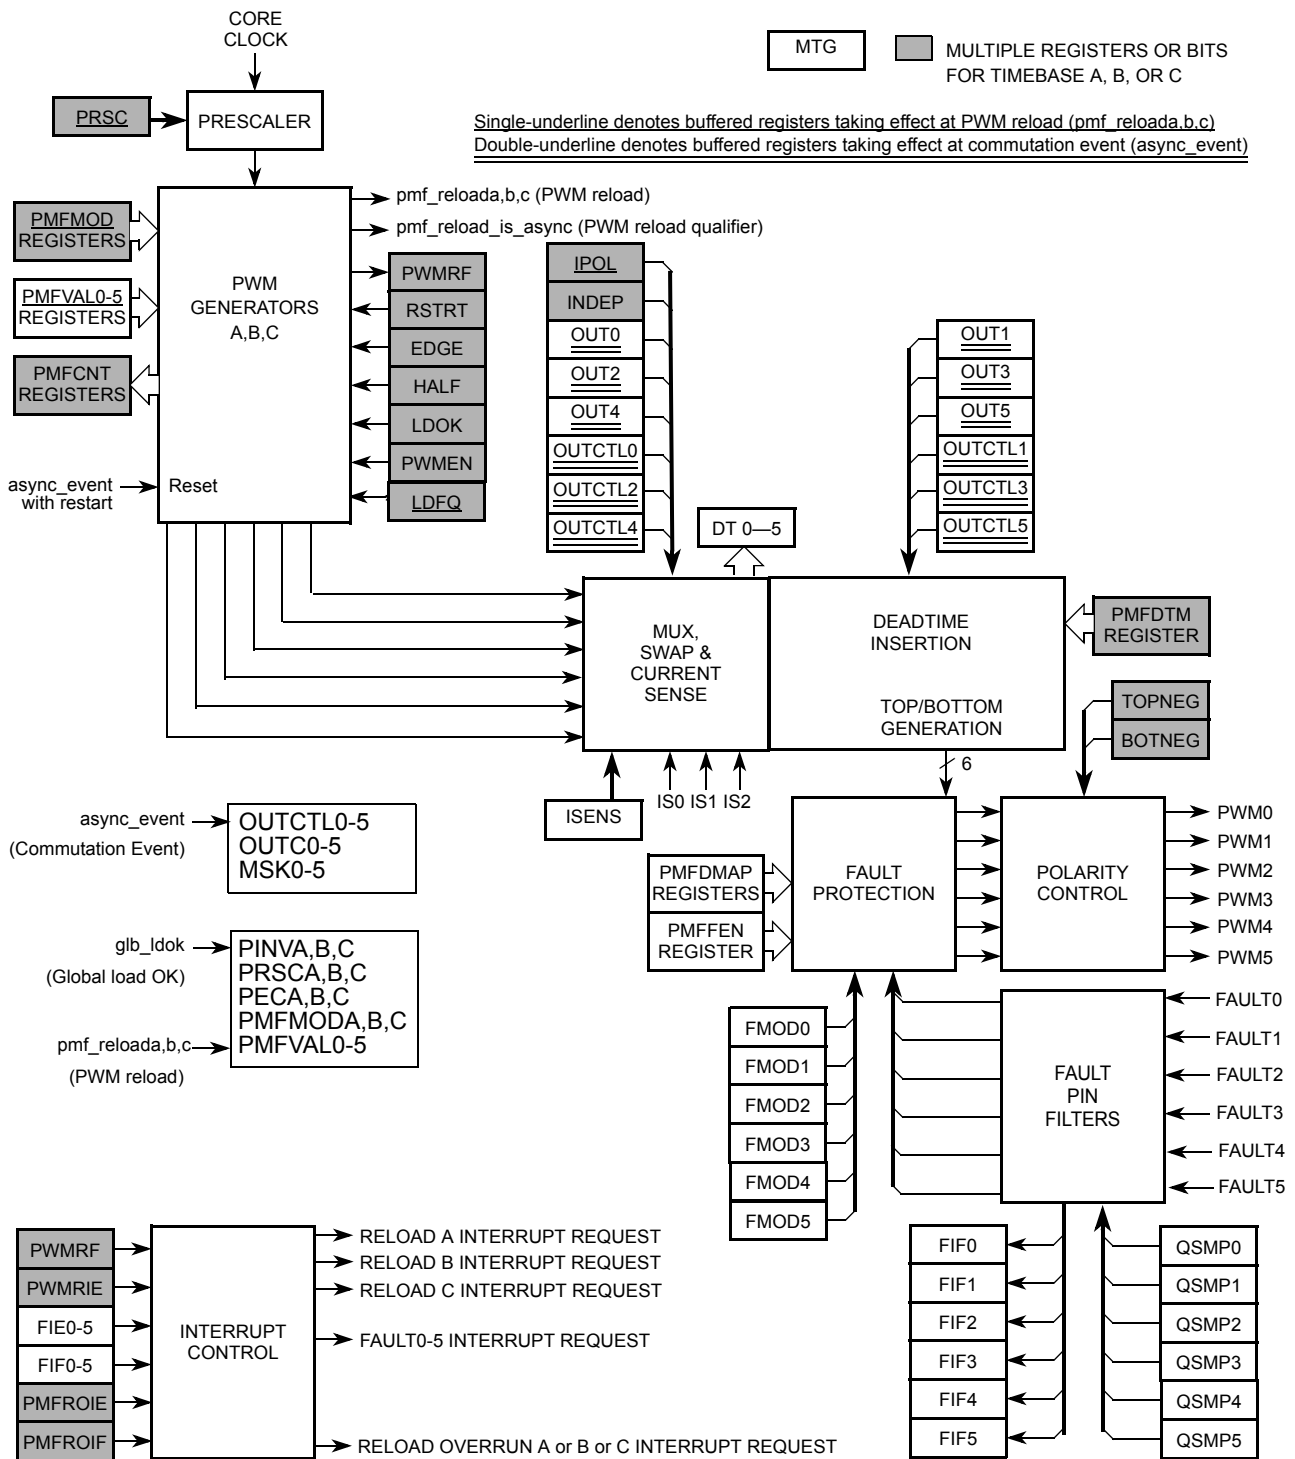 CORE
CLOCK
MTG
MULTIPLE REGISTERS OR BITS
FOR TIMEBASE A, B, OR C
PRSC
PRESCALER
Single-underline denotes buffered registers taking effect at PWM reload (pmf_reloada,b,c)
Double-underline denotes buffered registers taking effect at commutation event (async_event)
PMFMOD
REGISTERS
PMFVAL0-5
REGISTERS
PMFCNT
REGISTERS
async_event
with restart
PWM
GENERATORS
A,B,C
Reset
pmf_reloada,b,c (PWM reload)
pmf_reload_is_async (PWM reload qualifier)
PWMRF
RSTRT
EDGE
HALF
LDOK
PWMEN
LDFQ
IPOL
INDEP
OUT0
OUT2
OUT4
OUTCTL0
OUTCTL2
OUTCTL4
DT 0—5
OUT1
OUT3
OUT5
OUTCTL1
OUTCTL3
OUTCTL5
MUX,
SWAP &
CURRENT
SENSE
DEADTIME
INSERTION
TOP/BOTTOM
GENERATION
PMFDTM
REGISTER
TOPNEG
BOTNEG
6
ISENS
IS0 IS1 IS2
async_event
(Commutation Event)
OUTCTL0-5
OUTC0-5
MSK0-5
glb_ldok
(Global load OK)
pmf_reloada,b,c
(PWM reload)
PINVA,B,C
PRSCA,B,C
PECA,B,C
PMFMODA,B,C
PMFVAL0-5
PMFDMAP
REGISTERS
PMFFEN
REGISTER
FAULT
PROTECTION
POLARITY
CONTROL
PWM0
PWM1
PWM2
PWM3
PWM4
PWM5
FMOD0
FMOD1
FMOD2
FMOD3
FMOD4
FMOD5
FAULT
PIN
FILTERS
FAULT0
FAULT1
FAULT2
FAULT3
FAULT4
FAULT5
FIF0
FIF1
FIF2
FIF3
FIF4
FIF5
QSMP0
QSMP1
QSMP2
QSMP3
QSMP4
QSMP5
PWMRF
PWMRIE
FIE0-5
FIF0-5
PMFROIE
PMFROIF
INTERRUPT
CONTROL
RELOAD A INTERRUPT REQUEST
RELOAD B INTERRUPT REQUEST
RELOAD C INTERRUPT REQUEST
FAULT0-5 INTERRUPT REQUEST
RELOAD OVERRUN A or B or C INTERRUPT REQUEST